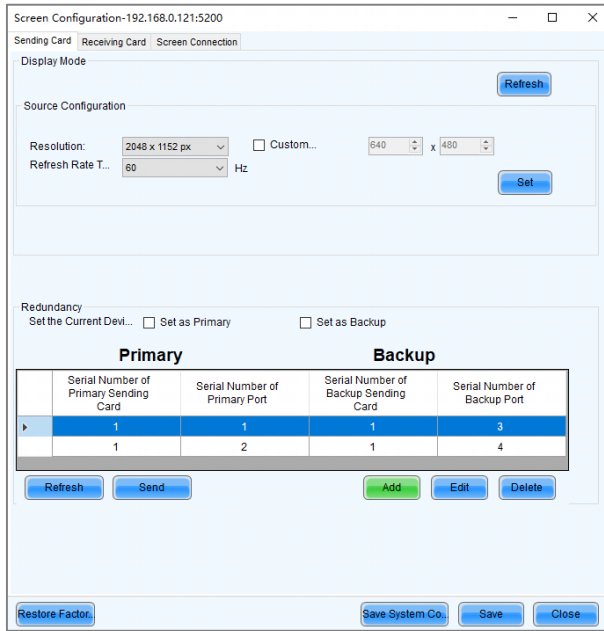 Screen Configuration-192.168.0.121:5200
Sending Card Receiving Card Screen Connection
Display Mode
Refresh
Source Configuration
Resolution: 2048 x 1152 px Custom... 640 x 480
Refresh Rate T... 60 Hz
Set
Redundancy
Set the Current Devi... Set as Primary Set as Backup
Primary Backup
Serial Number of Primary Sending Card Serial Number of Primary Port Serial Number of Backup Sending Card Serial Number of Backup Port
1 1 1 3
1 2 1 4
Refresh Send Add Edit Delete
Restore Factor.. Save System Co.. Save Close